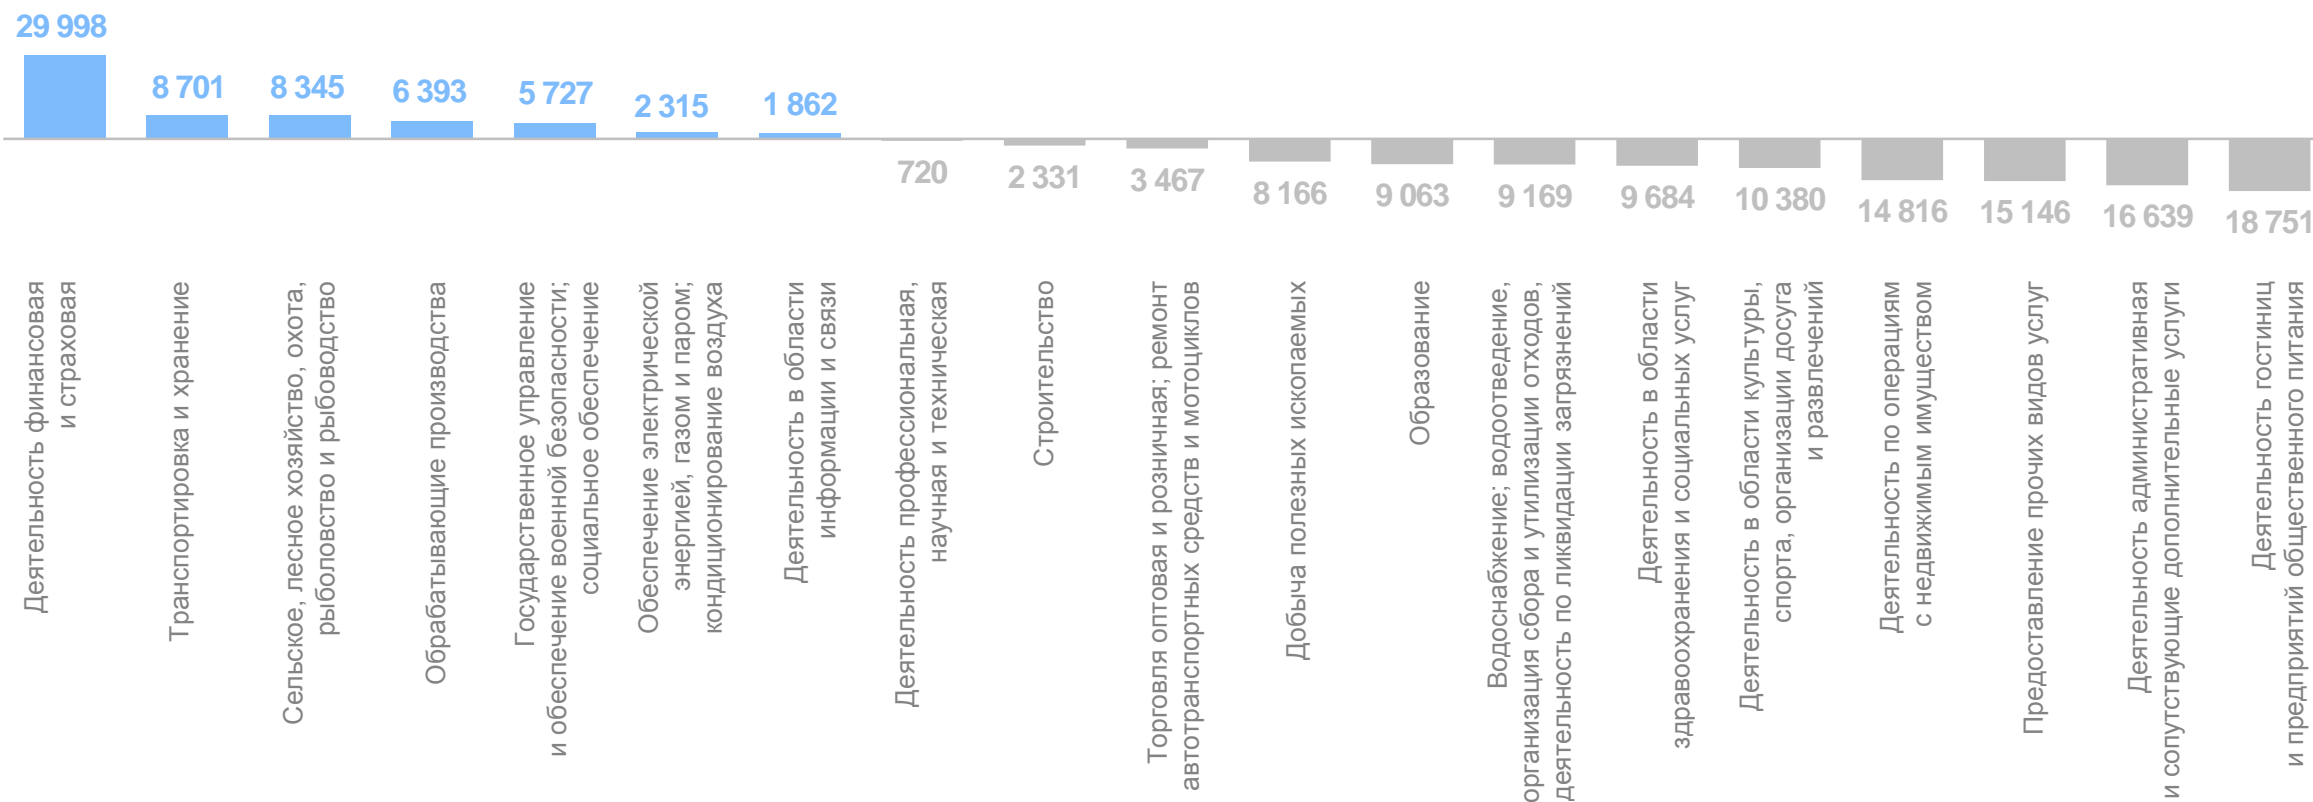 29 998
8 701
8 345
6 393
5 727
2 315
1 862
720
2 331
3 467
8 166
9 063
9 169
9 684
10 380
14 816
15 146
16 639
18 751
Деятельность финансовая
и страховая
Транспортировка и хранение
Сельское, лесное хозяйство, охота,
рыболовство и рыбоводство
Обрабатывающие производства
Государственное управление
и обеспечение военной безопасности;
социальное обеспечение
Обеспечение электрической
энергией, газом и паром;
кондиционирование воздуха
Деятельность в области
информации и связи
Деятельность профессиональная,
научная и техническая
Строительство
Торговля оптовая и розничная; ремонт
автотранспортных средств и мотоциклов
Добыча полезных ископаемых
Образование
Водоснабжение; водоотведение,
организация сбора и утилизации отходов,
деятельность по ликвидации загрязнений
Деятельность в области
здравоохранения и социальных услуг
Деятельность в области культуры,
спорта, организации досуга
и развлечений
Деятельность по операциям
с недвижимым имуществом
Предоставление прочих видов услуг
Деятельность административная
и сопутствующие дополнительные услуги
Деятельность гостиниц
и предприятий общественного питания